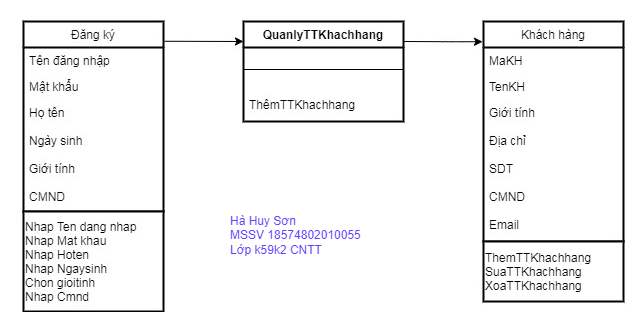 Đăng ký
Tên đăng nhập
Mật khẩu
Họ tên
Ngày sinh
Giới tính
CMND
Nhap Ten dang nhap
Nhap Mat khau
Nhap Hoten
Nhap Ngaysinh
Chon gioitinh
Nhap Cmnd
QuanlyTTKhachhang
ThêmTTKhachhang
Hà Huy Sơn
MSSV 18574802010055
Lớp k59k2 CNTT
Khách hàng
MaKH
TenKH
Giới tính
Địa chỉ
SDT
CMND
Email
ThemTTKhachhang
SuaTTKhachhang
XoaTTKhachhang